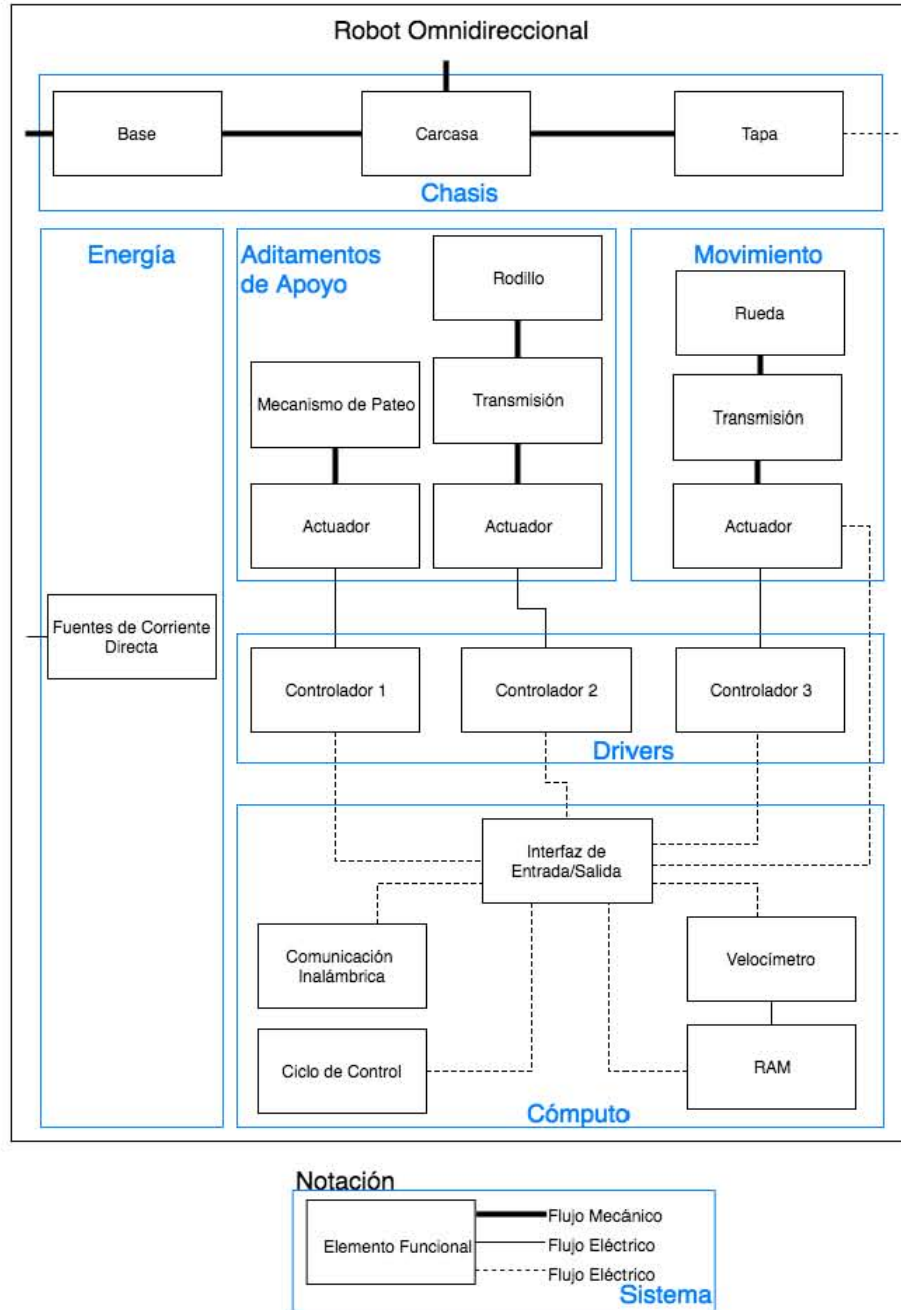 Robot Omnidireccional
Base
Carcasa
Tapa
Chasis
Energía
Aditamentos
de Apoyo
Movimiento
Rodillo
Rueda
Mecanismo de Pateo
Transmisión
Transmisión
Actuador
Actuador
Actuador
Fuentes de Corriente
Directa
Controlador 1
Controlador 2
Controlador 3
Drivers
Interfaz de
Entrada/Salida
Comunicación
Inalámbrica
Velocímetro
Ciclo de Control
RAM
Cómputo
Notación
Elemento Funcional
Flujo Mecánico
Flujo Eléctrico
Flujo Eléctrico
Sistema